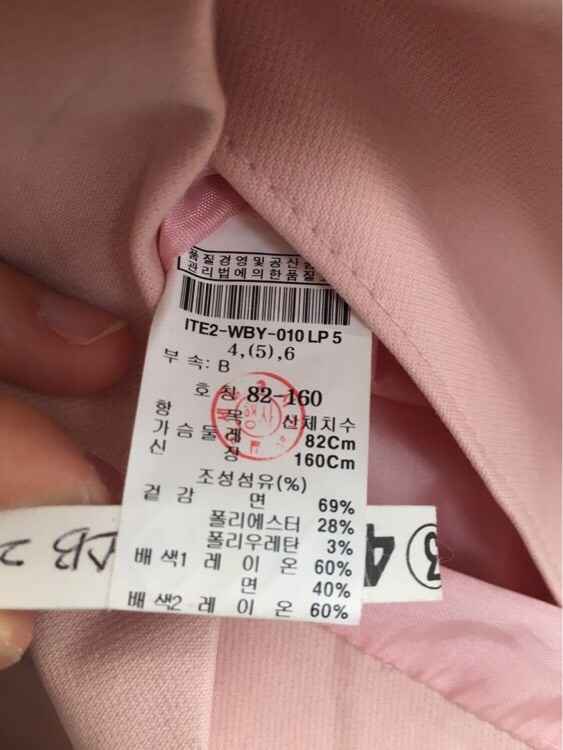 품질경영및공산
관리법에의한품질
ITE2-WBY-010 LP 5
4,(5),6
부 속: B
호 칭 82-160
항 목 신체치수
가슴둘레 82Cm
신 장 160Cm
조성섬유(%)
겉 감 면 69%
폴리에스터 28%
폴리우레탄 3%
배 색1 레 이 온 60%
면 40%
배 색2 레 이 온 60%